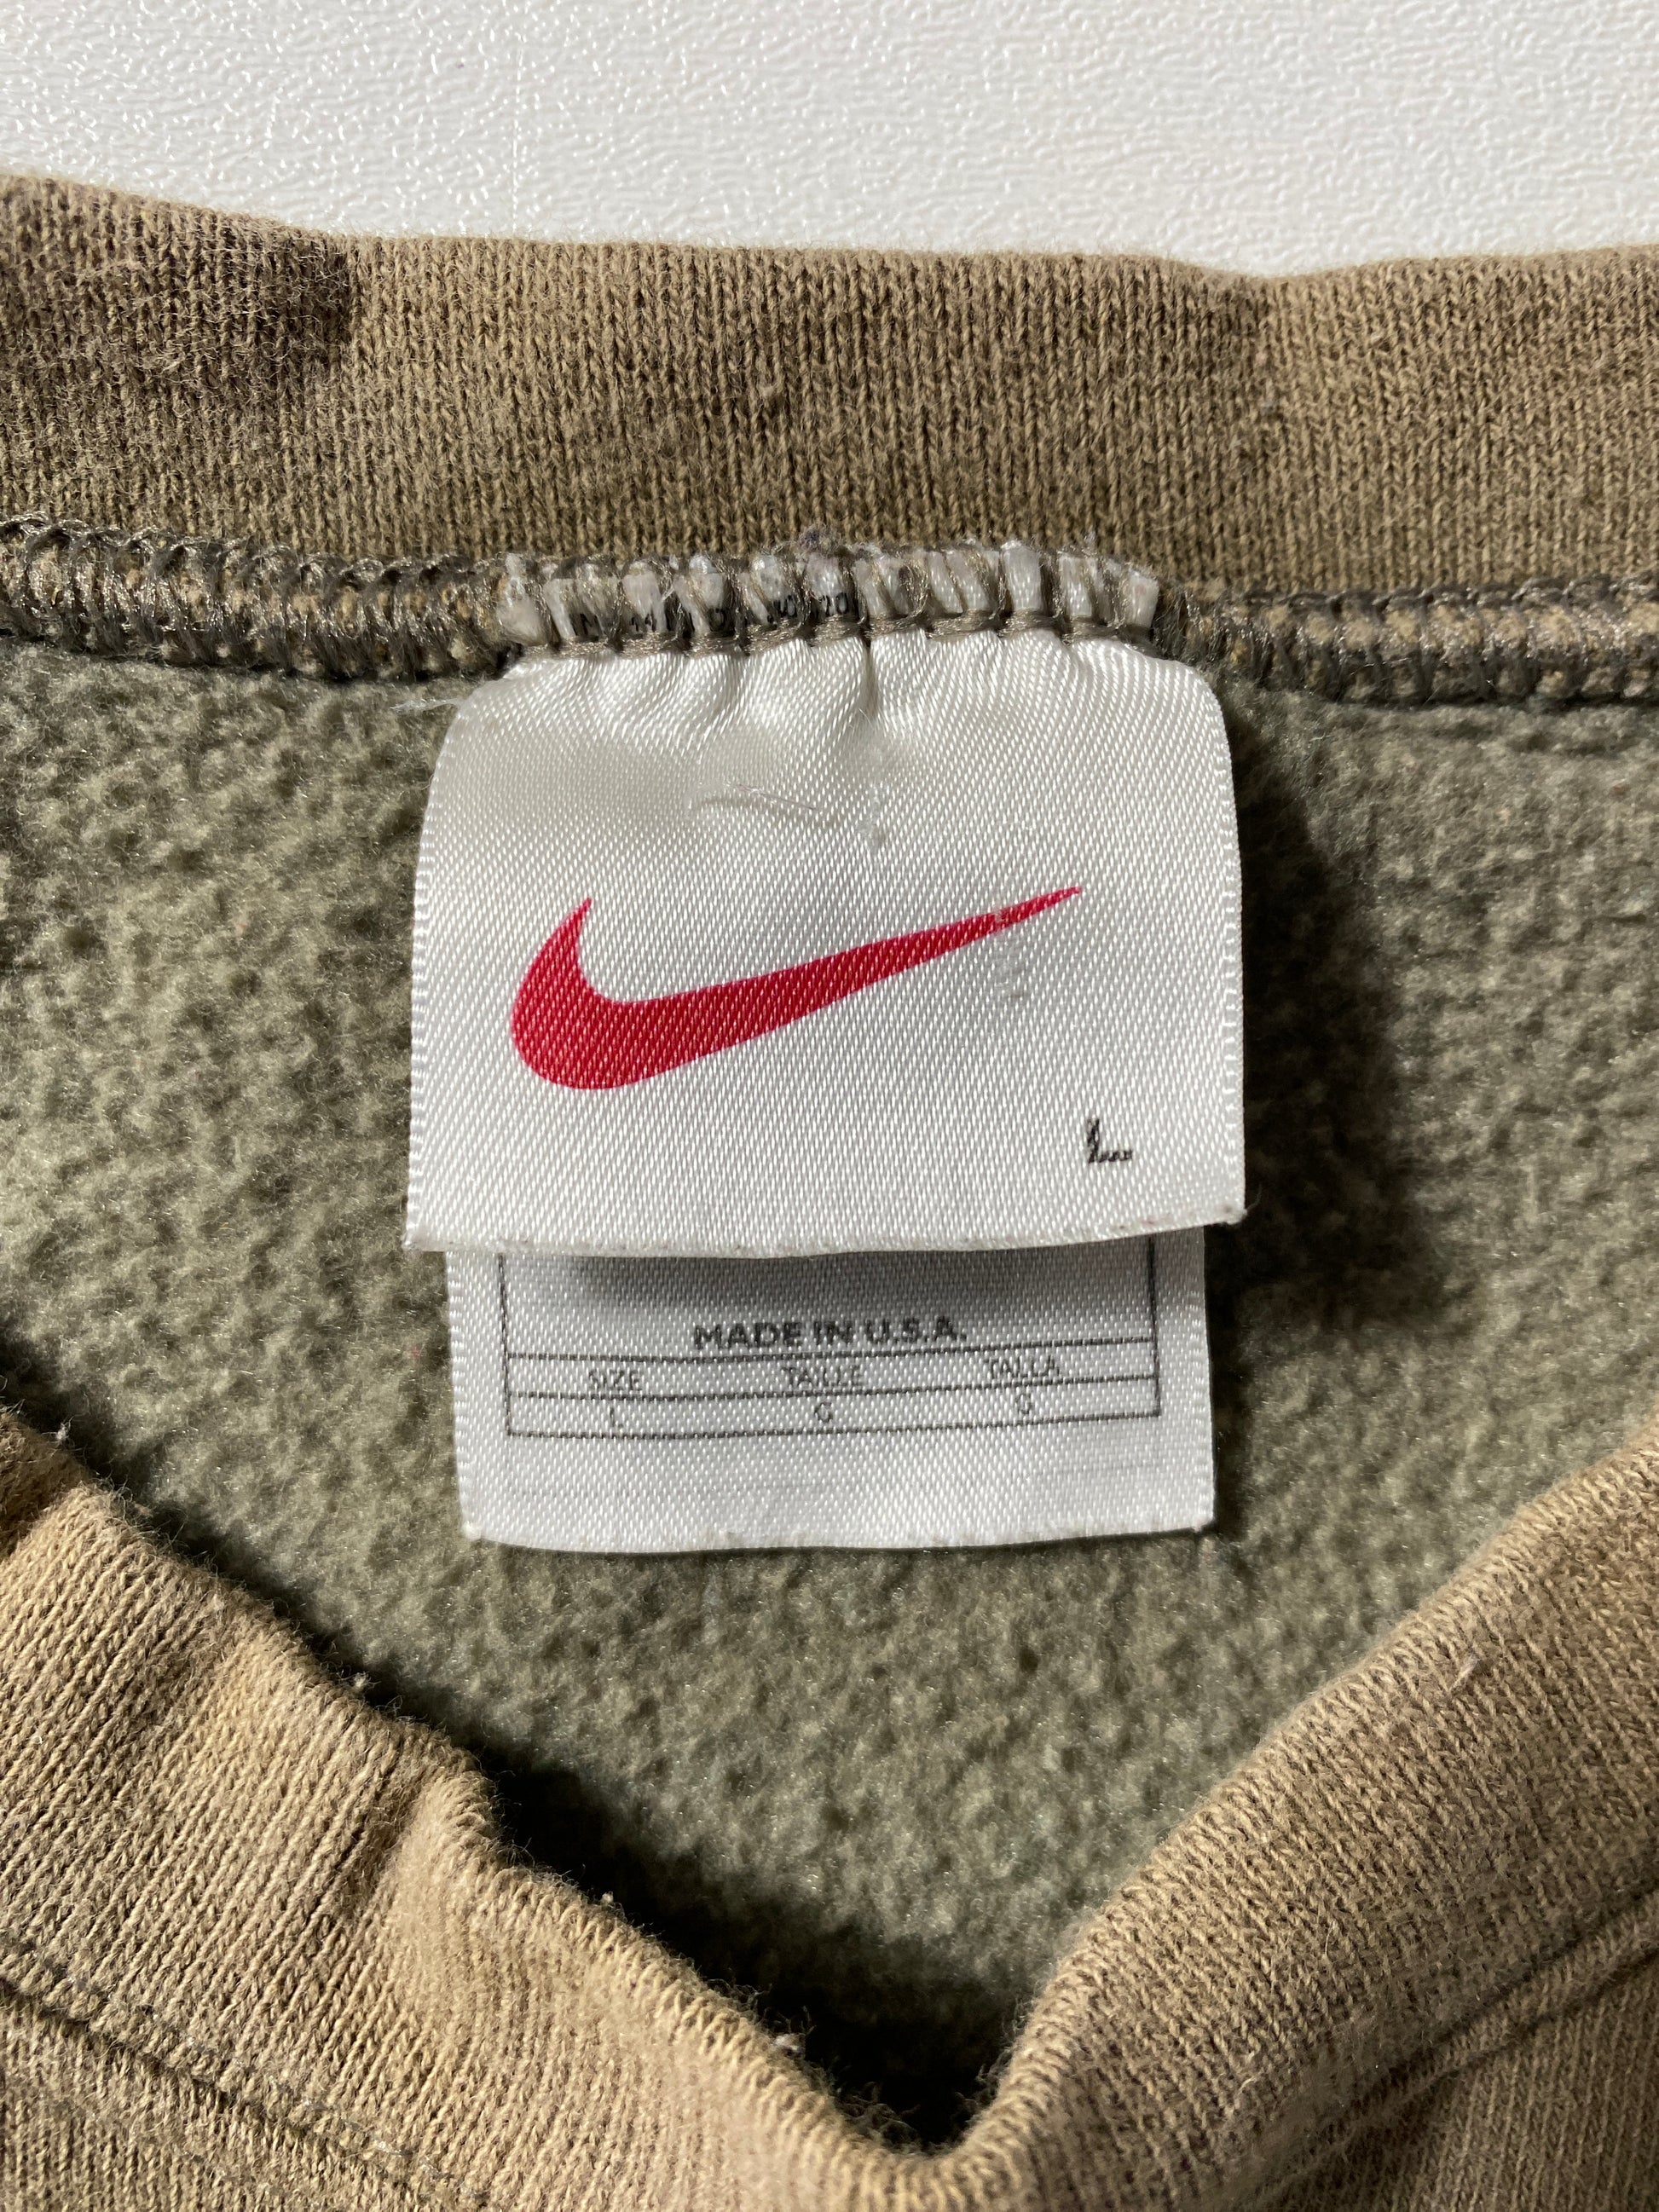 L
MADE IN U.S.A.
SIZE TAILLE TALLA
L G G